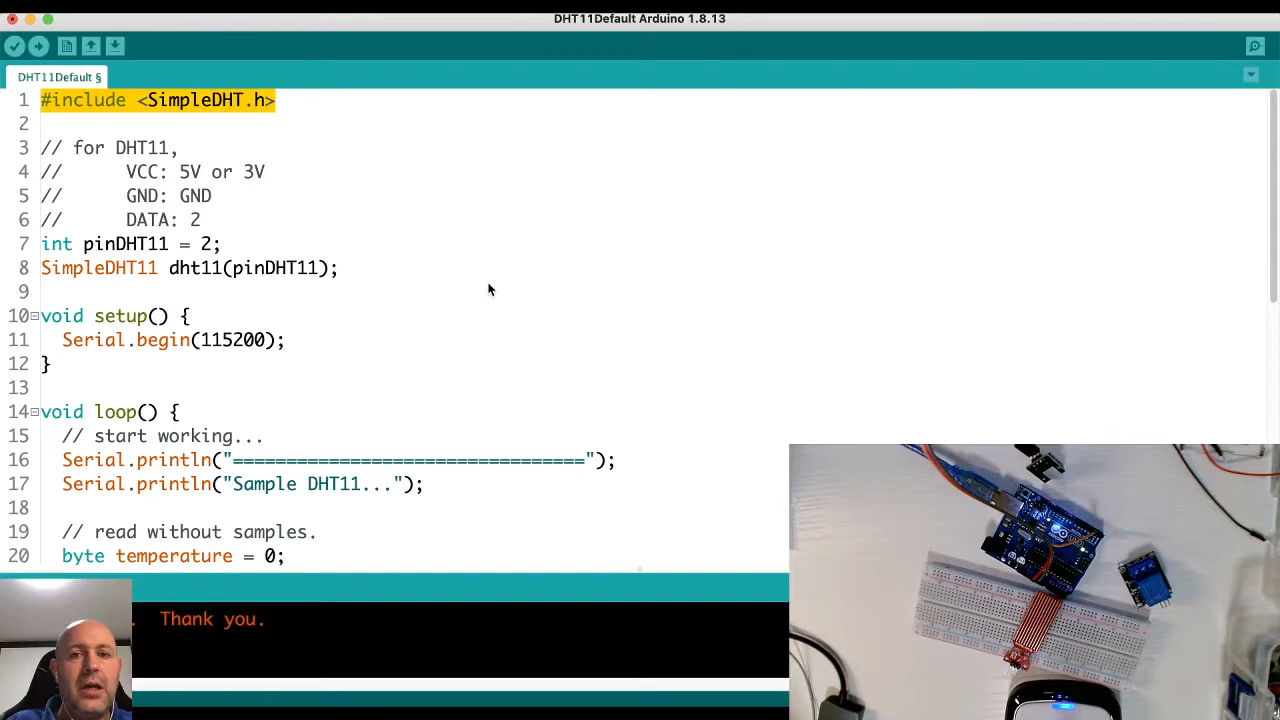 DHT11Default Arduino 1.8.13
DHT11Default §
1 #include <SimpleDHT.h>
2
3 // for DHT11,
4 //      VCC: 5V or 3V
5 //      GND: GND
6 //      DATA: 2
7 int pinDHT11 = 2;
8 SimpleDHT11 dht11(pinDHT11);
9
10 void setup() {
11   Serial.begin(115200);
12 }
13
14 void loop() {
15   // start working...
16   Serial.println("=================================");
17   Serial.println("Sample DHT11...");
18
19   // read without samples.
20   byte temperature = 0;
. Thank you.